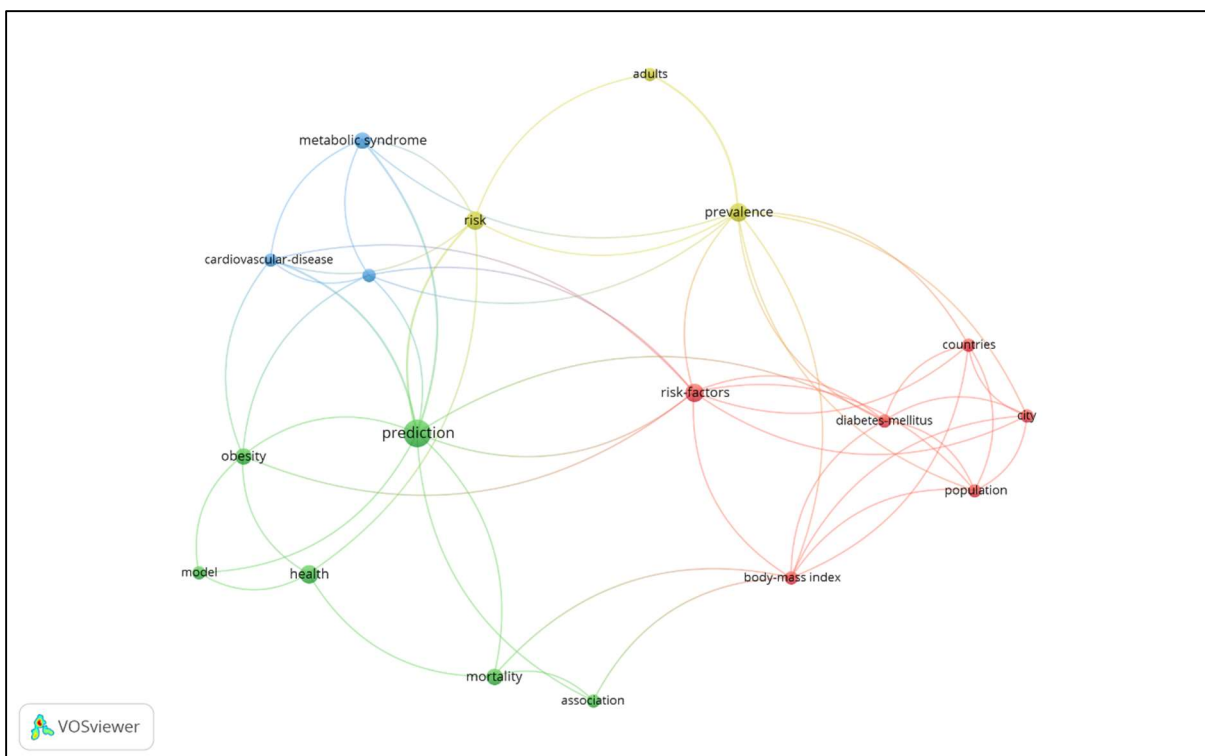 adults
metabolic syndrome
prevalence
risk
cardiovascular-disease
countries
risk-factors
city
diabetes-mellitus
prediction
obesity
population
model
health
body-mass index
mortality
association
VOSviewer